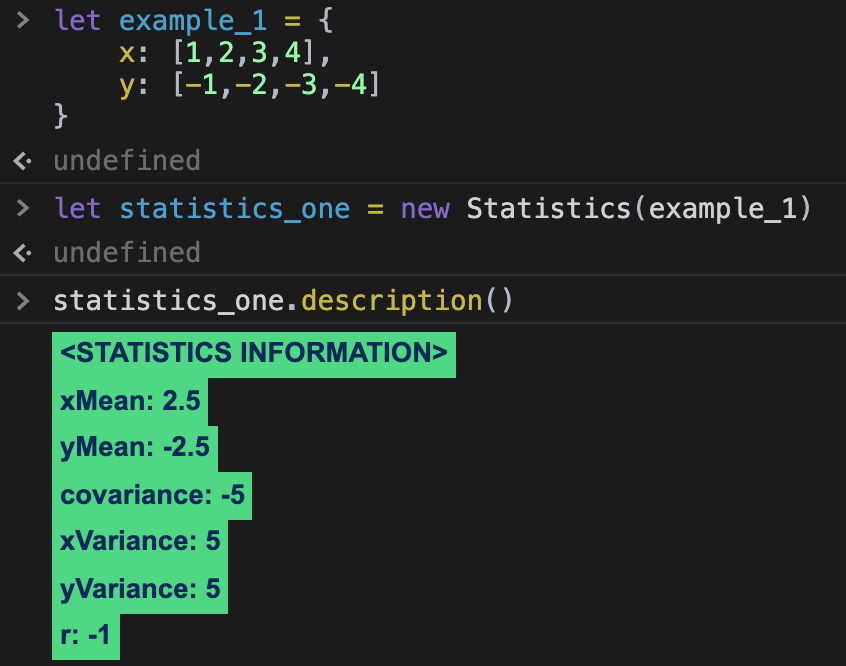 > let example_1 = {
x: [1,2,3,4],
y: [-1,-2,-3,-4]
}
undefined
> let statistics_one = new Statistics(example_1)
undefined
> statistics_one.description()
<STATISTICS INFORMATION>
xMean: 2.5
yMean: -2.5
covariance: -5
xVariance: 5
yVariance: 5
r: -1